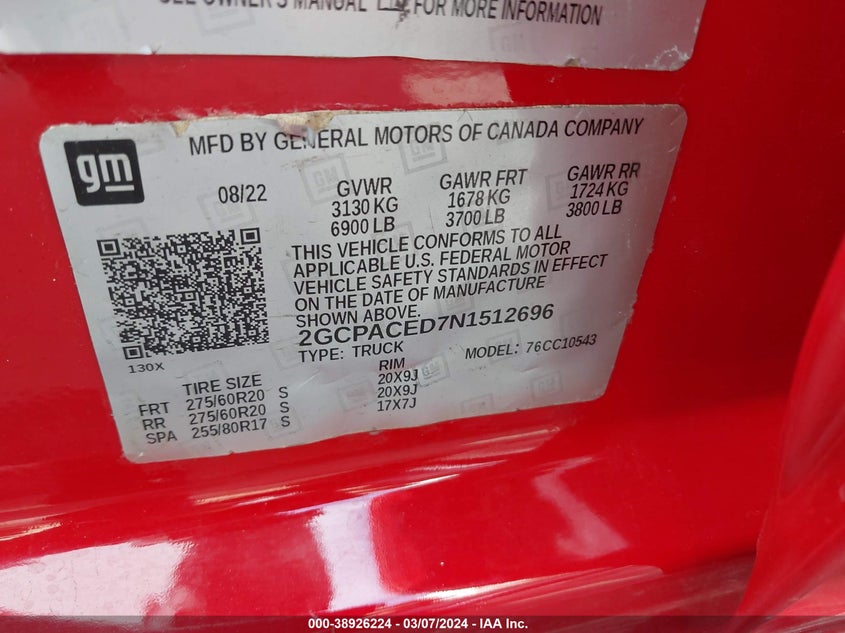 SEE OWNER'S MANUAL FOR MORE INFORMATION
gm
MFD BY GENERAL MOTORS OF CANADA COMPANY
08/22 GVWR GAWR FRT GAWR RR
3130 KG 1678 KG 1724 KG
6900 LB 3700 LB 3800 LB
THIS VEHICLE CONFORMS TO ALL
APPLICABLE U.S. FEDERAL MOTOR
VEHICLE SAFETY STANDARDS IN EFFECT
ON THE DATE OF MANUFACTURE
SHOWN ABOVE.
2GCPACED7N1512696
TYPE: TRUCK MODEL: 76CC10543
130X
TIRE SIZE RIM
FRT 275/60R20 S 20X9J
RR 275/60R20 S 20X9J
SPA 255/80R17 S 17X7J
000-38926224 - 03/07/2024 - IAA Inc.